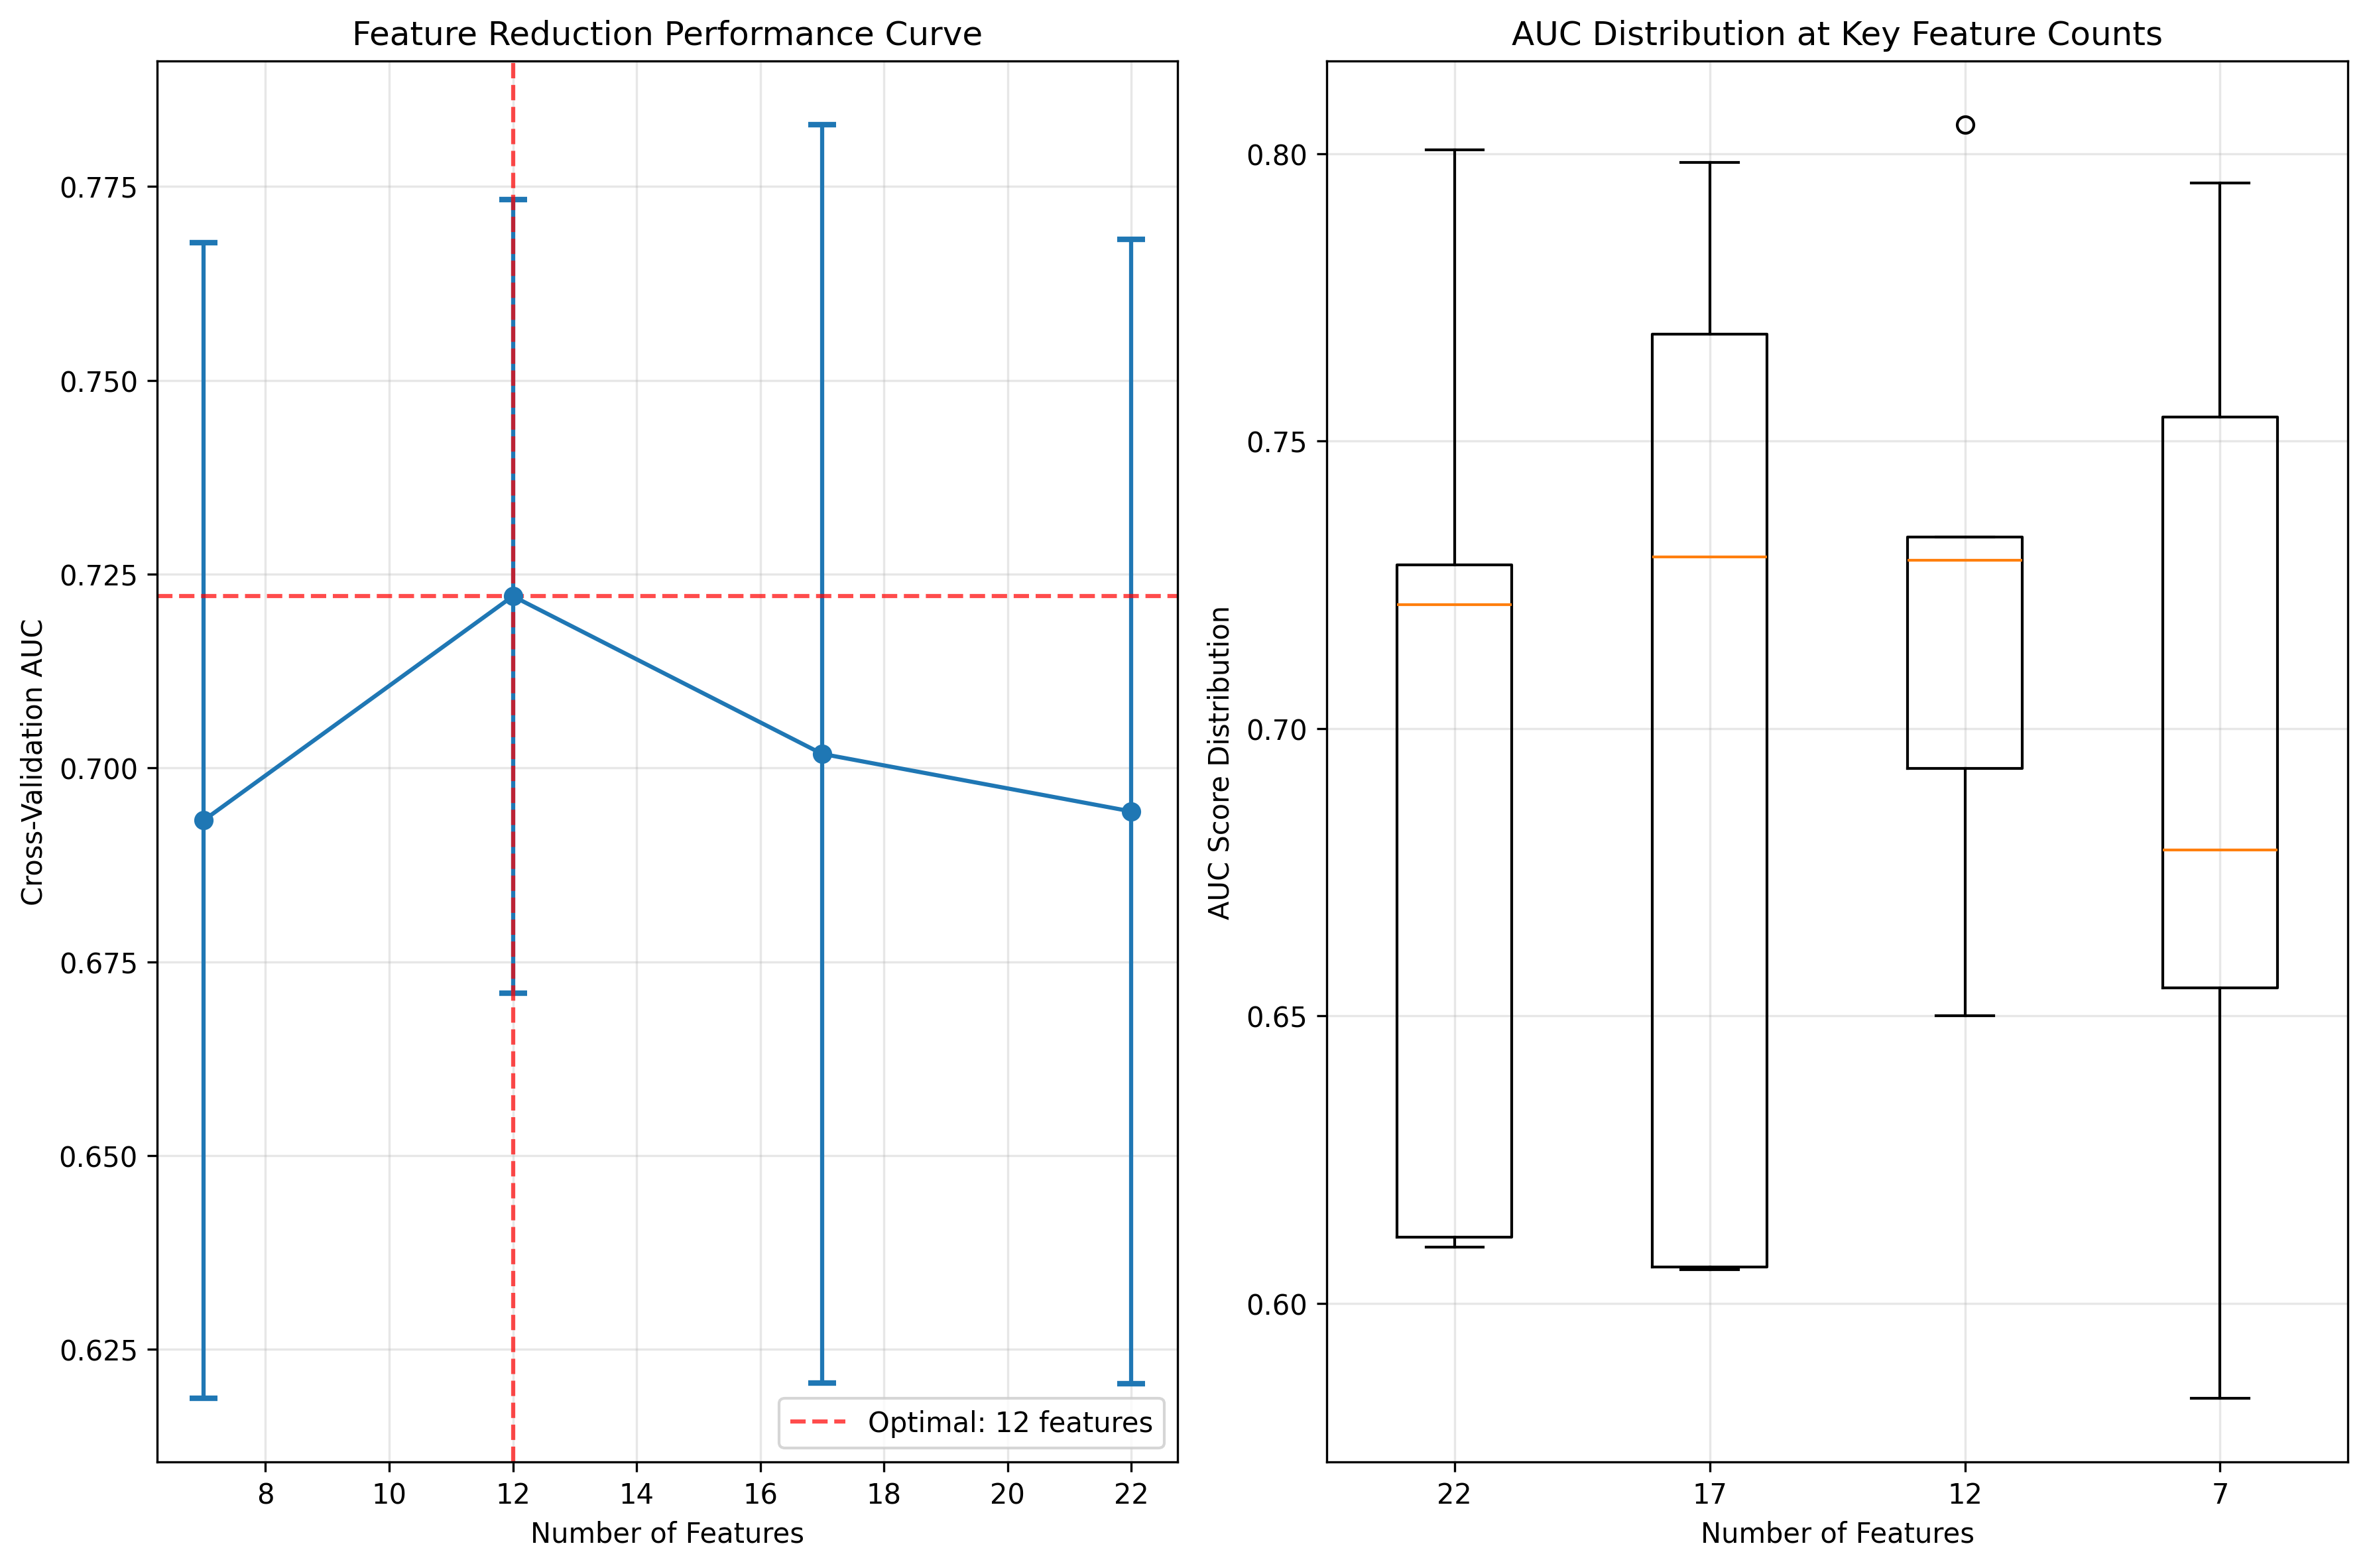 Feature Reduction Performance Curve
Cross-Validation AUC
0.775
0.750
0.725
0.700
0.675
0.650
0.625
Optimal: 12 features
8 10 12 14 16 18 20 22
Number of Features
AUC Distribution at Key Feature Counts
AUC Score Distribution
0.80
0.75
0.70
0.65
0.60
22 17 12 7
Number of Features